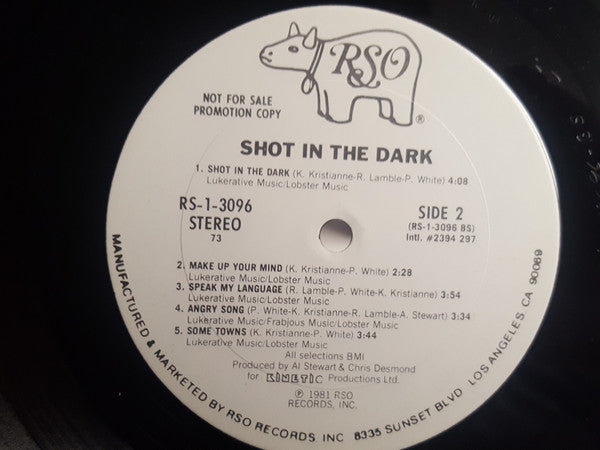 RSO
®
NOT FOR SALE
PROMOTION COPY
SHOT IN THE DARK
1. SHOT IN THE DARK (K. Kristianne-R. Lamble-P. White) 4:08
Lukerative Music/Lobster Music
RS-1-3096
STEREO
73
SIDE 2
(RS-1-3096 BS)
Intl. #2394 297
2. MAKE UP YOUR MIND (K. Kristianne-P. White) 2:28
Lukerative Music/Lobster Music
3. SPEAK MY LANGUAGE (R. Lamble-P. White-K. Kristianne) 3:54
Lukerative Music/Lobster Music
4. ANGRY SONG (P. White-K. Kristianne-R. Lamble-A. Stewart) 3:34
Lukerative Music/Frabjous Music/Lobster Music
5. SOME TOWNS (K. Kristianne-P. White) 3:44
Lukerative Music/Lobster Music
All selections BMI
Produced by Al Stewart & Chris Desmond
for KINETIC Productions Ltd.
℗ 1981 RSO
RECORDS, INC.
MANUFACTURED & MARKETED BY RSO RECORDS, INC 8335 SUNSET BLVD LOS ANGELES, CA 90069